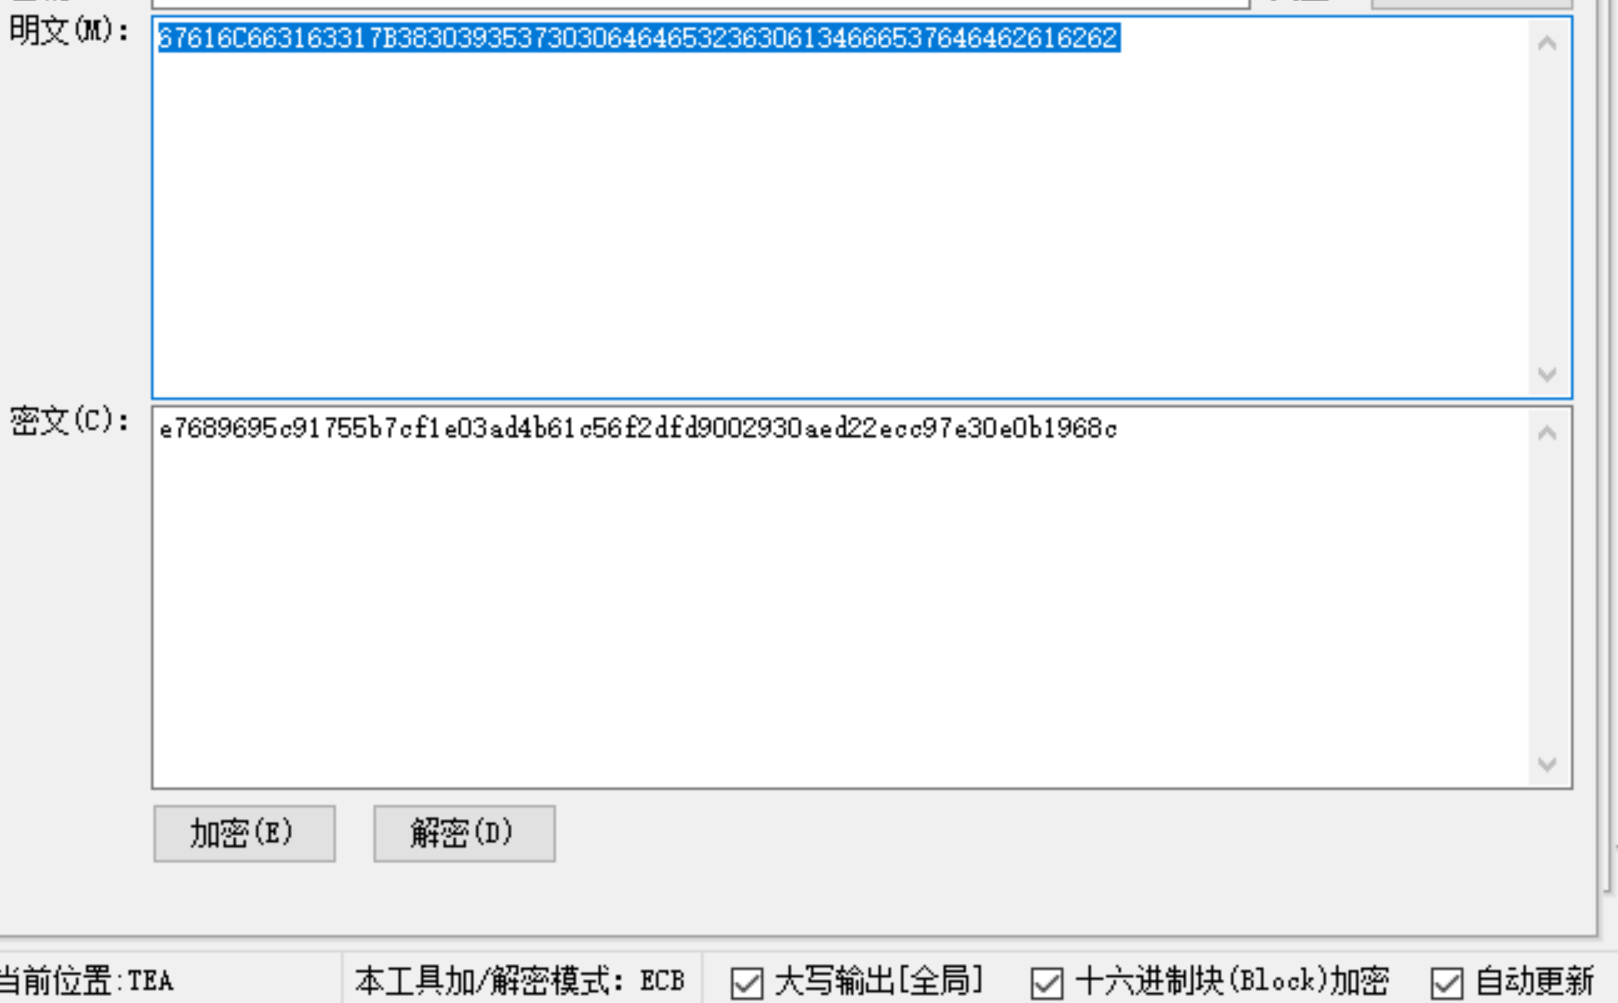 明文(M):
67616C663163317B383039353730306464653236306134666537646462616262
密文(C):
e7689695c91755b7cf1e03ad4b61c56f2dfd9002930aed22ecc97e30e0b1968c
加密(E) 解密(D)
当前位置:TEA 本工具加/解密模式: ECB 大写输出[全局] 十六进制块(Block)加密 自动更新